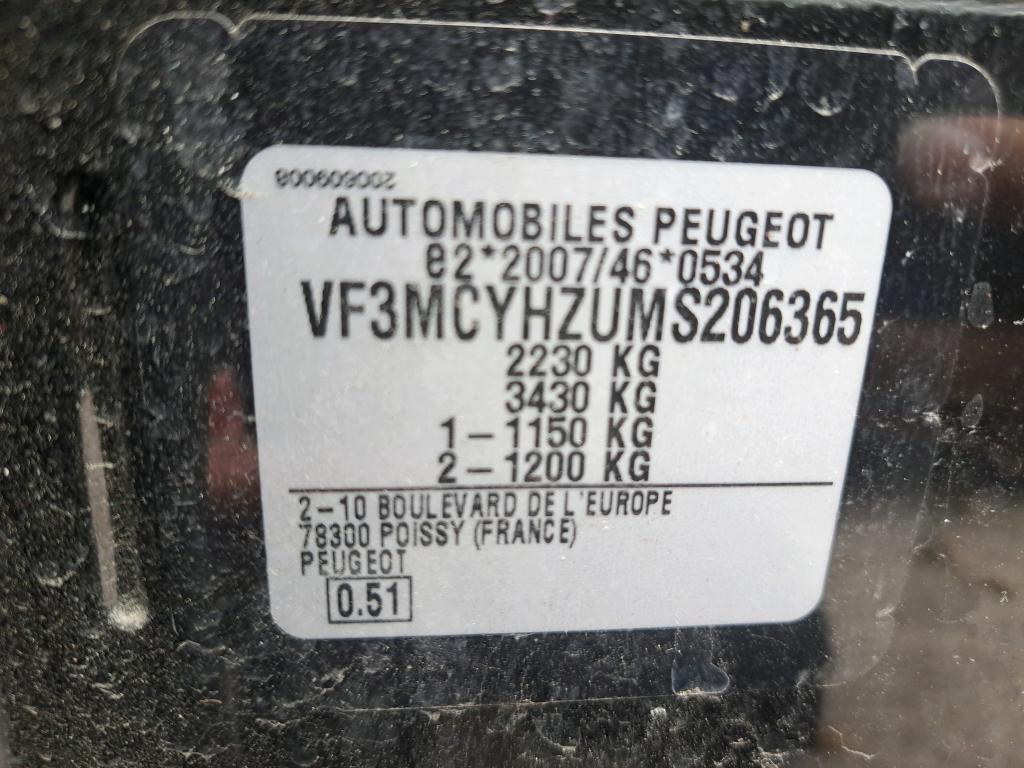 200609008
AUTOMOBILES PEUGEOT
e2*2007/46*0534
VF3MCYHZUMS206365
2230 KG
3430 KG
1-1150 KG
2-1200 KG
2-10 BOULEVARD DE L'EUROPE
78300 POISSY (FRANCE)
PEUGEOT
0.51